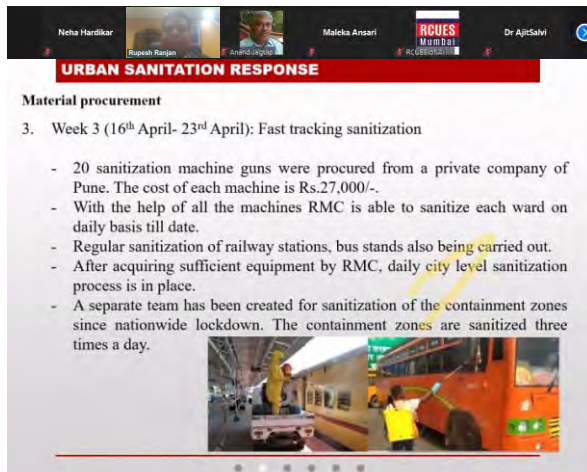 Neha Hardikar
Rupesh Ranjan
Anand Jagtap
Maleka Ansari
RCUES
Mumbai
RCUES of AI
Dr AjitSalvi
URBAN SANITATION RESPONSE
Material procurement
3. Week 3 (16th April- 23rd April): Fast tracking sanitization
- 20 sanitization machine guns were procured from a private company of
Pune. The cost of each machine is Rs.27,000/-.
- With the help of all the machines RMC is able to sanitize each ward on
daily basis till date.
- Regular sanitization of railway stations, bus stands also being carried out.
- After acquiring sufficient equipment by RMC, daily city level sanitization
process is in place.
- A separate team has been created for sanitization of the containment zones
since nationwide lockdown. The containment zones are sanitized three
times a day.